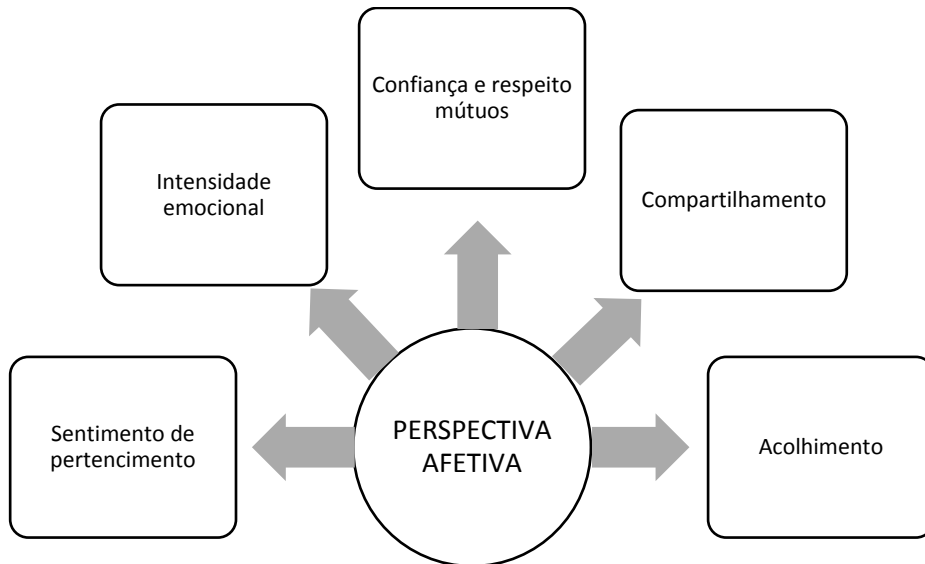 Confiança e respeito
mútuos
Intensidade
emocional
Compartilhamento
Sentimento de
pertencimento
PERSPECTIVA
AFETIVA
Acolhimento